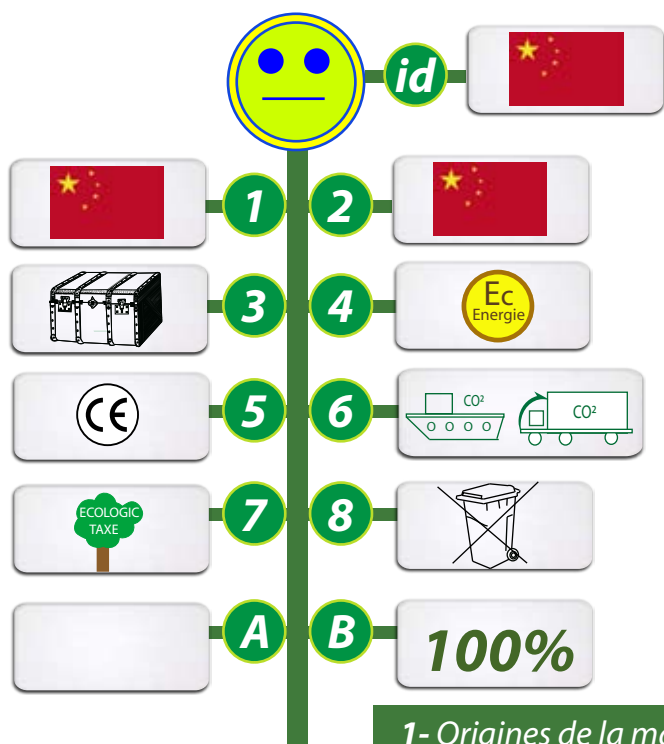 id
1
2
3
4
Ec
Energie
5
CE
6
CO²
CO²
7
ECOLOGIC
TAXE
8
A
B
100%
1- Origines de la